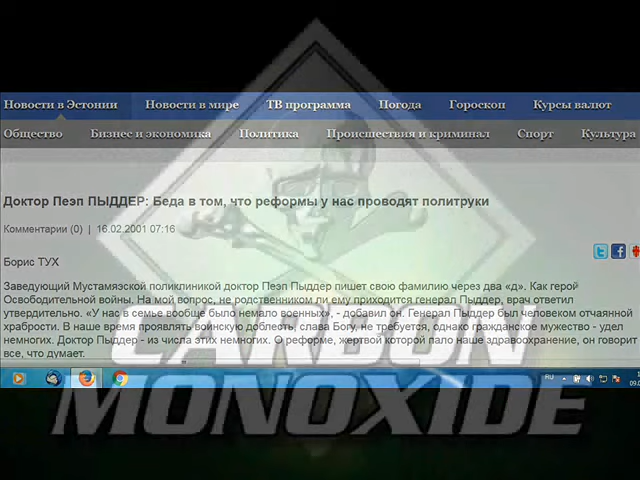 Новости в Эстонии Новости в мире ТВ программа Погода Гороскоп Курсы валют
Общество Бизнес и экономика Политика Происшествия и криминал Спорт Культура
Доктор Пеэп ПЫДДЕР: Беда в том, что реформы у нас проводят политруки
Комментарии (0) | 16.02.2001 07:16
Борис ТУХ
Заведующий Мустамяэской поликлиникой доктор Пеэп Пыддер пишет свою фамилию через два «д». Как герой
Освободительной войны. На мой вопрос, не родственником ли ему приходится генерал Пыддер, врач ответил
утвердительно. «У нас в семье вообще было немало военных», - добавил он. Генерал Пыддер был человеком отчаянной
храбрости. В наше время проявлять воинскую доблесть, слава Богу, не требуется, однако гражданское мужество - удел
немногих. Доктор Пыддер - из числа этих немногих. О реформе, жертвой которой пало наше здравоохранение, он говорит
все, что думает.
CARBON
MONOXIDE
RU